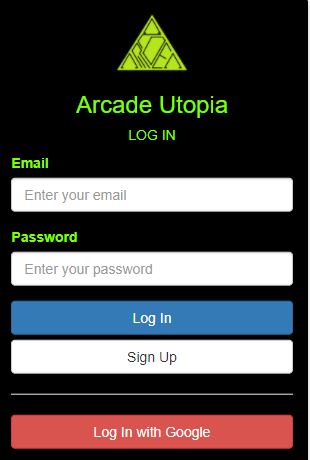 ARCADE
Arcade Utopia
LOG IN
Email
Enter your email
Password
Enter your password
Log In
Sign Up
Log In with Google